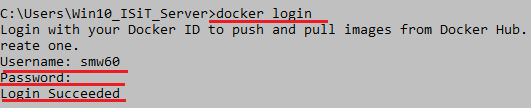 C:\Users\Win10_ISiT_Server>docker login
Login with your Docker ID to push and pull images from Docker Hub.
reate one.
Username: smw60
Password:
Login Succeeded